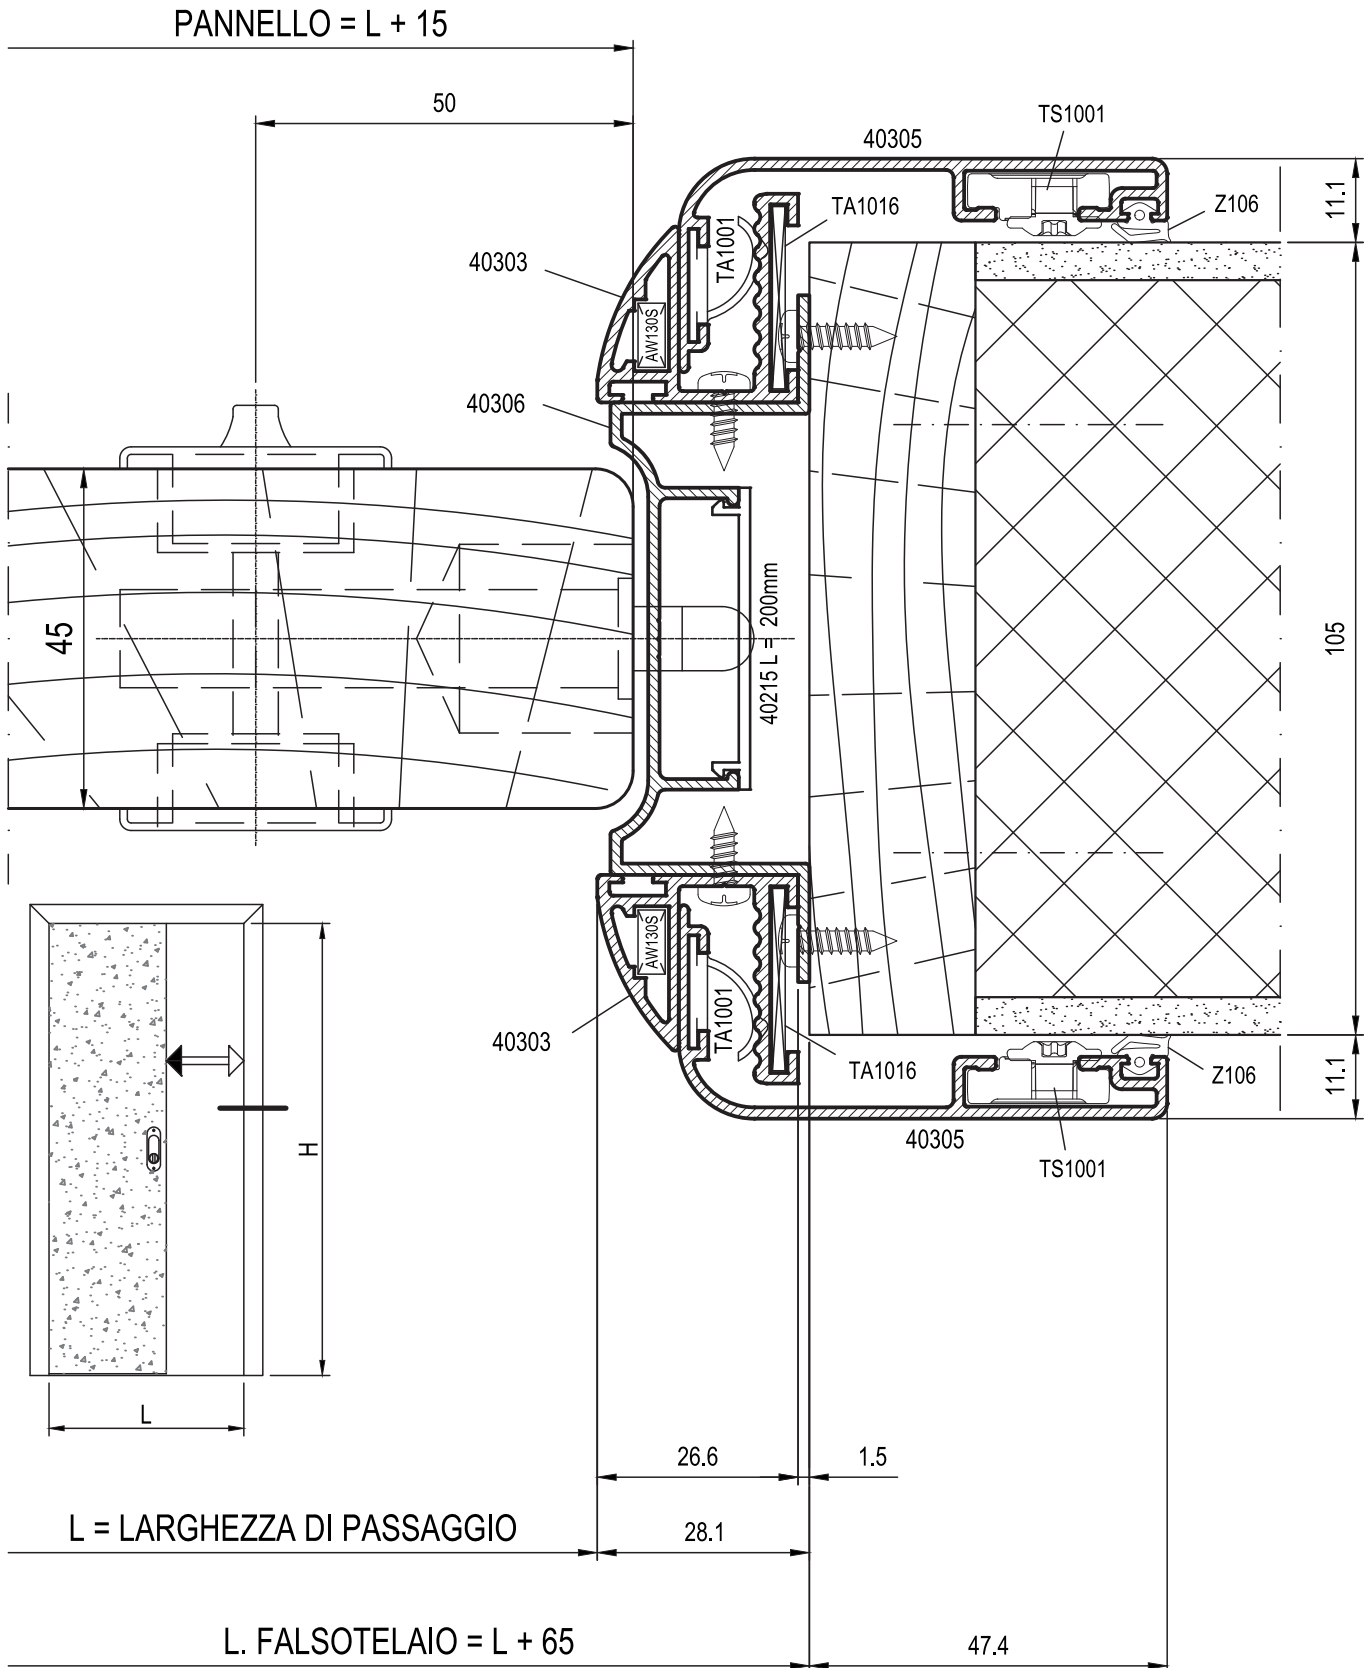 PANNELLO = L + 15
50
TS1001
40305
11.1
TA1016
Z106
TA1001
40303
AW130S
40306
45
40215 L = 200mm
105
AW130S
TA1001
40303
TA1016
Z106
11.1
40305
TS1001
H
L
26.6
1.5
L = LARGHEZZA DI PASSAGGIO
28.1
L. FALSOTELAIO = L + 65
47.4